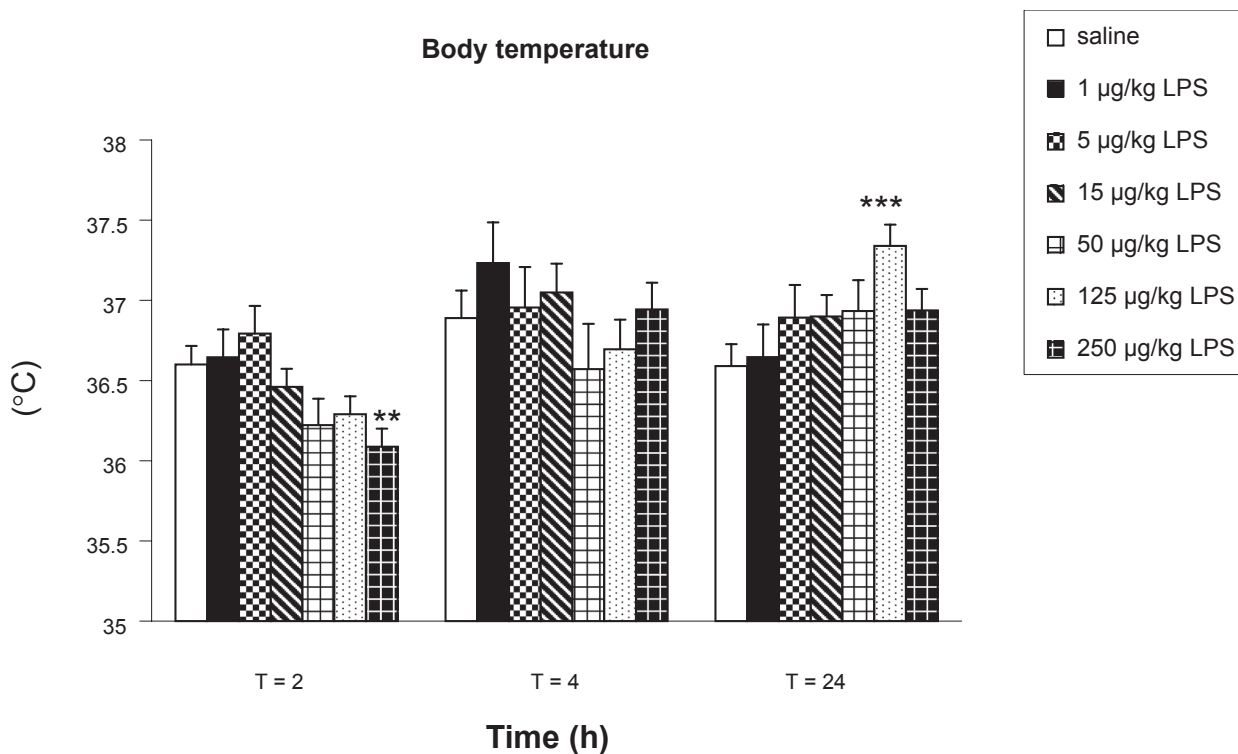 Body temperature
saline
1 µg/kg LPS
5 µg/kg LPS
15 µg/kg LPS
50 µg/kg LPS
125 µg/kg LPS
250 µg/kg LPS
38
37.5
37
36.5
36
35.5
35
(°C)
**
***
T = 2
T = 4
T = 24
Time (h)